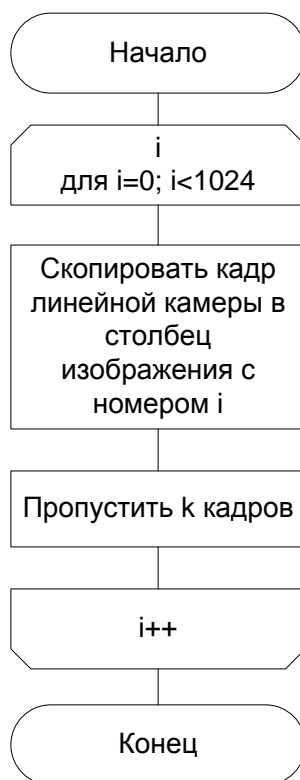 Начало
i
для i=0; i<1024
Скопировать кадр
линейной камеры в
столбец
изображения с
номером i
Пропустить k кадров
i++
Конец